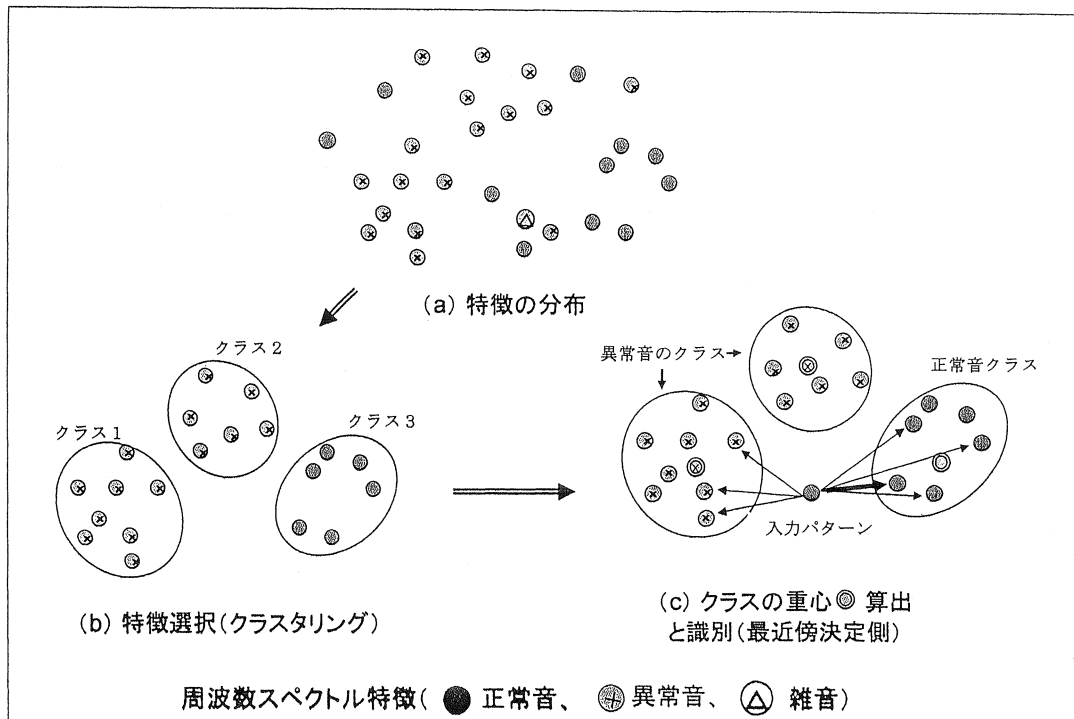 (a) 特徴の分布
クラス2
クラス1
クラス3
(b) 特徴選択(クラスタリング)
異常音のクラス
正常音クラス
入力パターン
(c) クラスの重心◎ 算出
と識別(最近傍決定側)
周波数スペクトル特徴( ● 正常音、 異常音、 雑音)